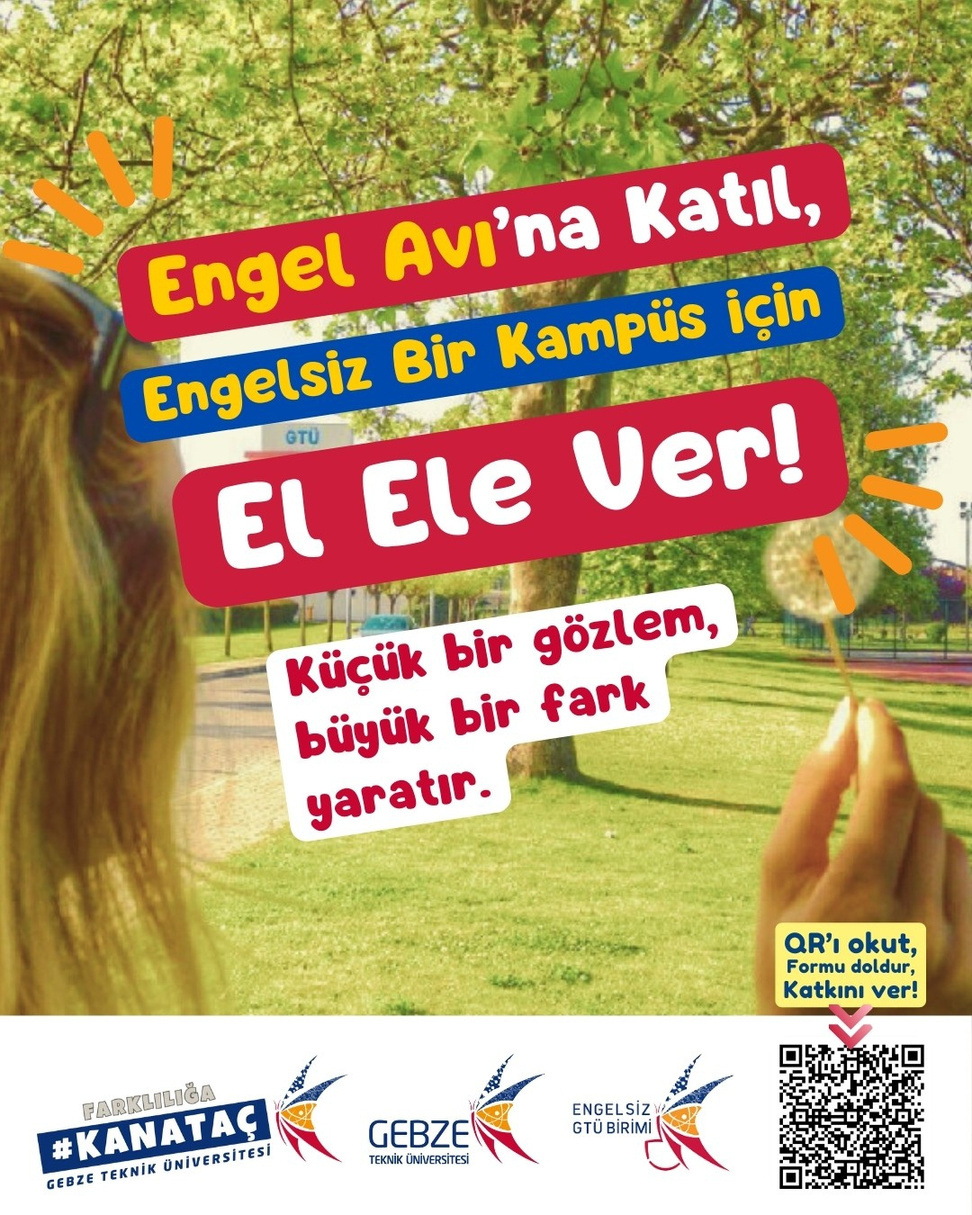 Engel Avı'na Katıl,
Engelsiz Bir Kampüs için
GTÜ
El Ele Ver!
Küçük bir gözlem,
büyük bir fark
yaratır.
QR'ı okut,
Formu doldur,
Katkını ver!
FARKLILIĞA
#KANATAÇ
GEBZE TEKNİK ÜNİVERSİTESİ
GEBZE
TEKNİK ÜNİVERSİTESİ
ENGELSİZ
GTÜ BİRİMİ